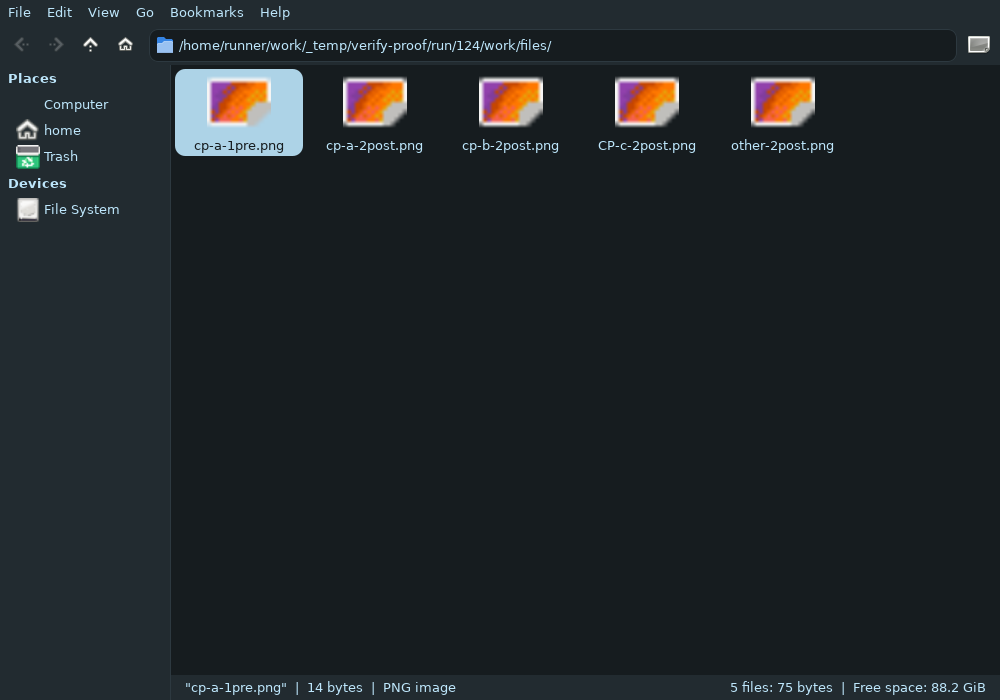 File Edit View Go Bookmarks Help
/home/runner/work/_temp/verify-proof/run/124/work/files/
Places
Computer
home
Trash
Devices
File System
cp-a-1pre.png cp-a-2post.png cp-b-2post.png CP-c-2post.png other-2post.png
"cp-a-1pre.png" | 14 bytes | PNG image 5 files: 75 bytes | Free space: 88.2 GiB